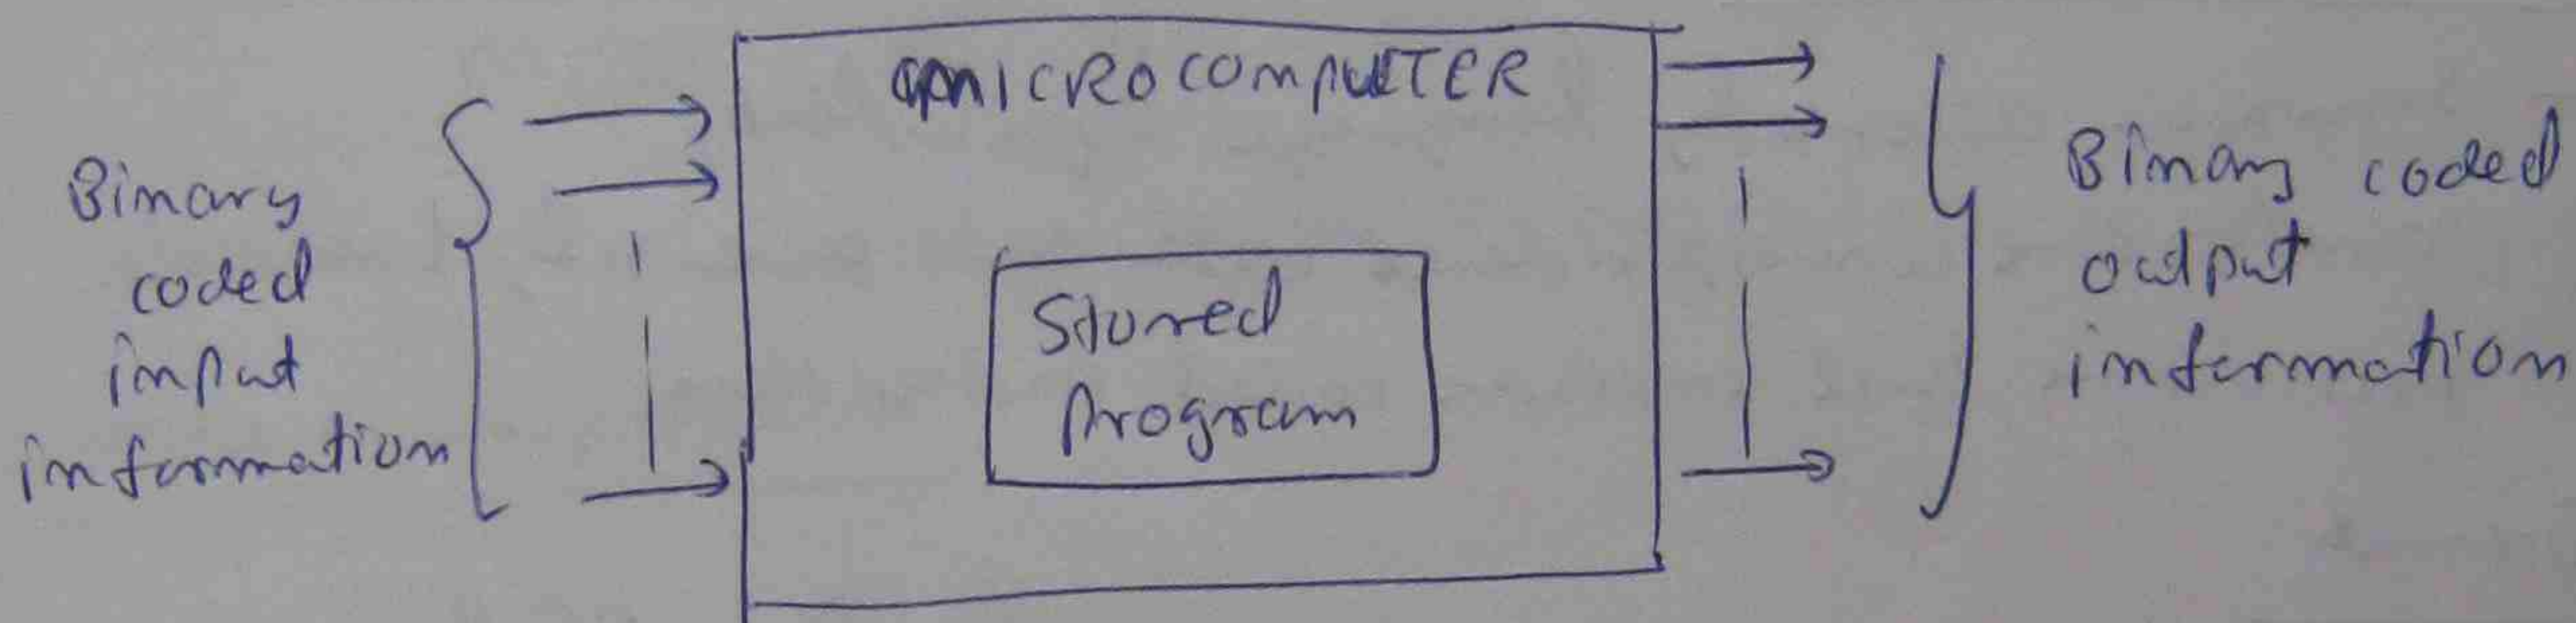 MICROCOMPUTER
Binary
coded
input
information
Stored
Program
Binary coded
output
information